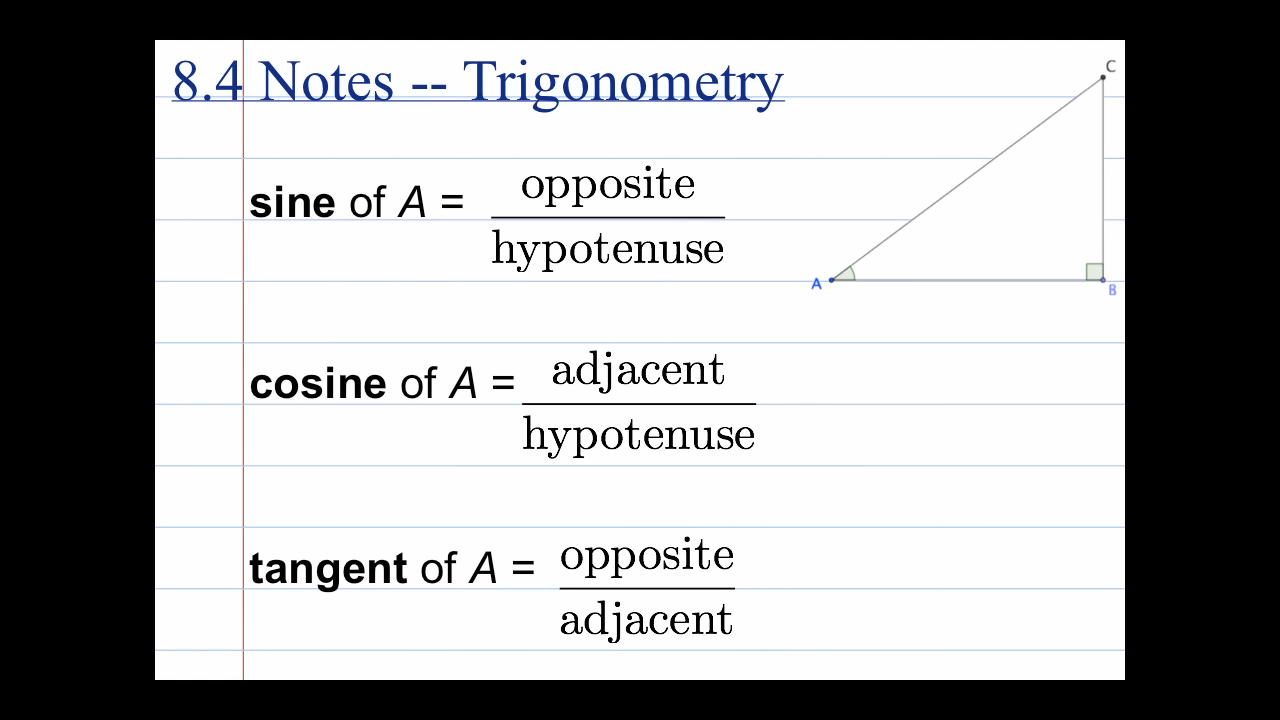 8.4 Notes -- Trigonometry
C
sine of A = opposite
hypotenuse
A
B
cosine of A = adjacent
hypotenuse
tangent of A = opposite
adjacent